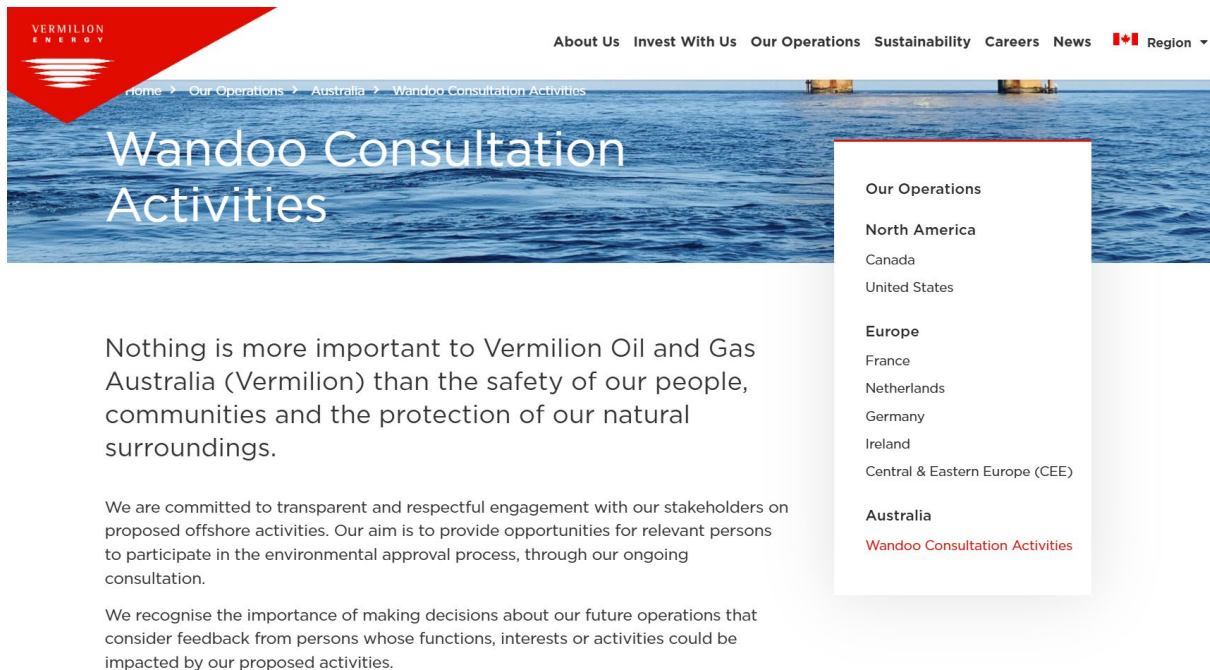 VERMILION
ENERGY
About Us Invest With Us Our Operations Sustainability Careers News Region
Home > Our Operations > Australia > Wandoo Consultation Activities
Wandoo Consultation
Activities
Nothing is more important to Vermilion Oil and Gas
Australia (Vermilion) than the safety of our people,
communities and the protection of our natural
surroundings.
We are committed to transparent and respectful engagement with our stakeholders on
proposed offshore activities. Our aim is to provide opportunities for relevant persons
to participate in the environmental approval process, through our ongoing
consultation.
We recognise the importance of making decisions about our future operations that
consider feedback from persons whose functions, interests or activities could be
impacted by our proposed activities.
Our Operations
North America
Canada
United States
Europe
France
Netherlands
Germany
Ireland
Central & Eastern Europe (CEE)
Australia
Wandoo Consultation Activities